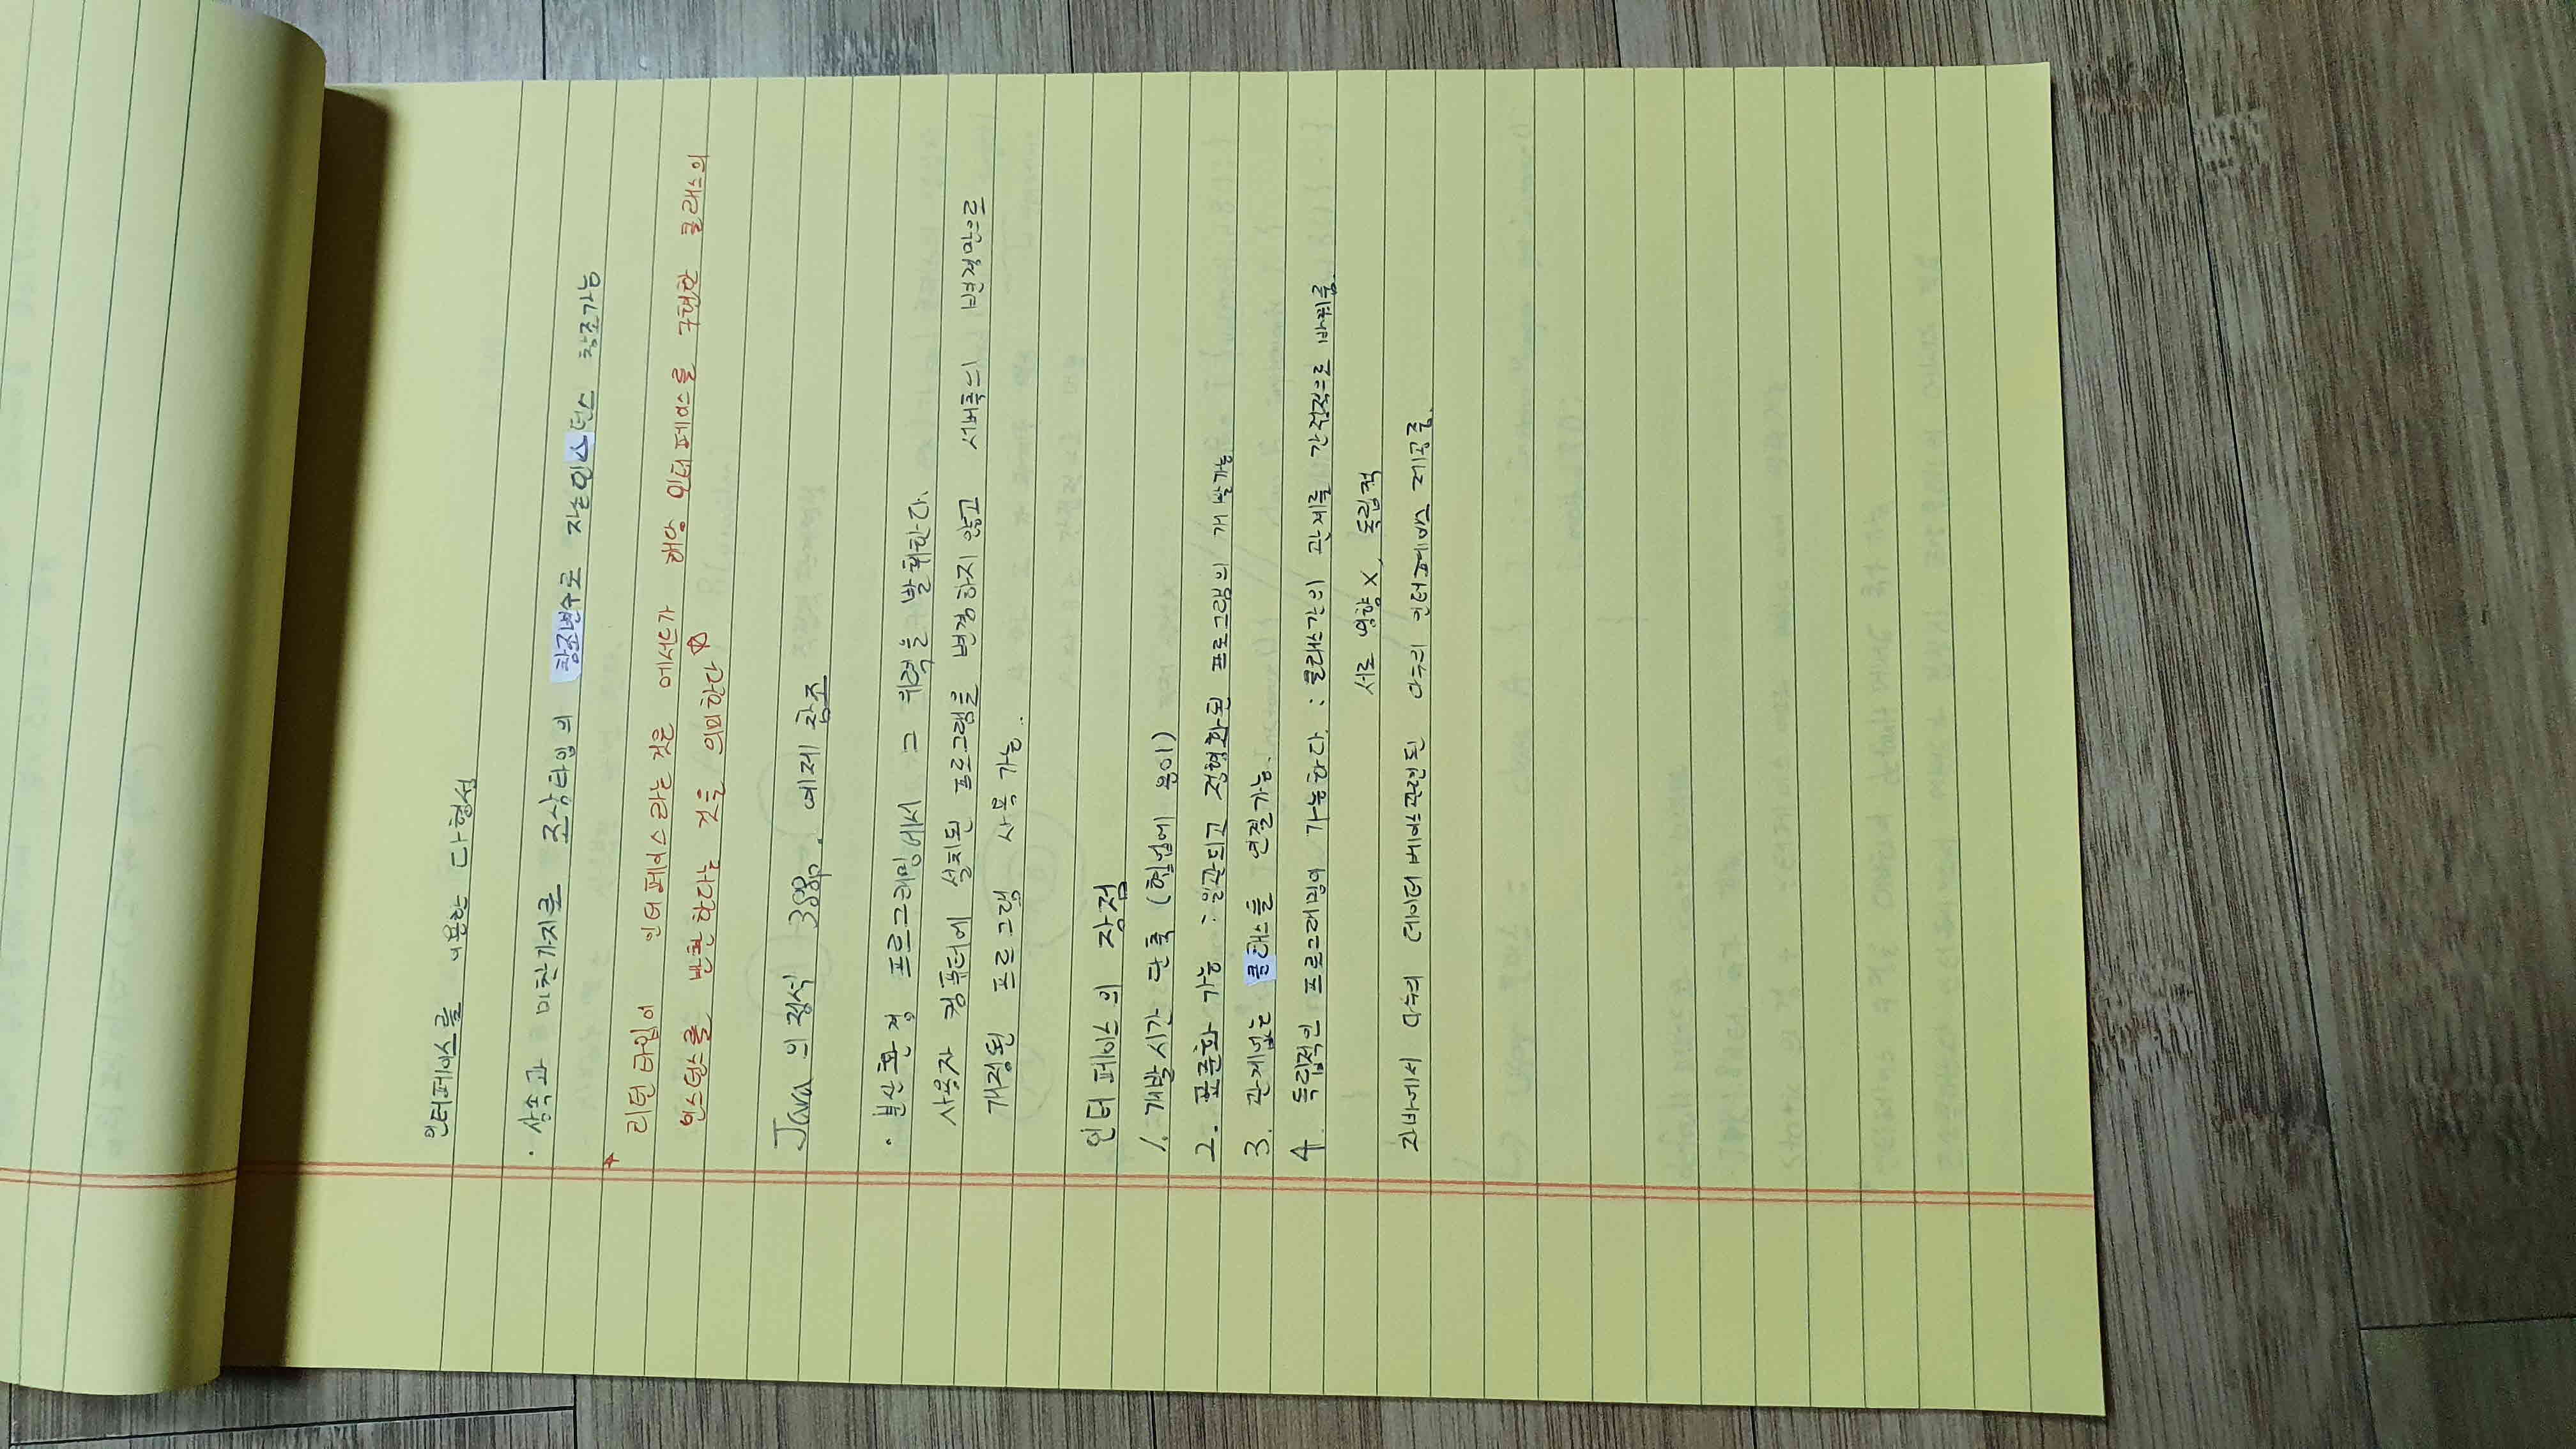 인터페이스를 이용한 다형성
· 상속과 마찬가지로 조상타입의 참조변수로 자손인스턴스 참조가능
리턴타입이 인터페이스라는 것은 메서드가 해당 인터페이스를 구현한 클래스의
인스턴스를 반환한다는 것을 의미한다 ☆
Java의 정석 388p. 예제 참조
· 분산환경 프로그래밍에서 그 위력을 발휘한다.
사용자 컴퓨터에 설치된 프로그램을 변경하지 않고 서버측의 변경만으로
개정된 프로그램 사용 가능.
인터페이스의 장점
1. 개발시간 단축 (협업에 용이)
2. 표준화 가능 : 일관되고 정형화된 프로그램의 개발가능
3. 관계없는 클래스들 연결가능.
4. 독립적인 프로그래밍이 가능하다. : 클래스간의 관계를 간접적으로 바꿔줌.
서로 영향 x, 독립적
자바에서 다수의 데이터베이스관련된 다수의 인터페이스 제공중.